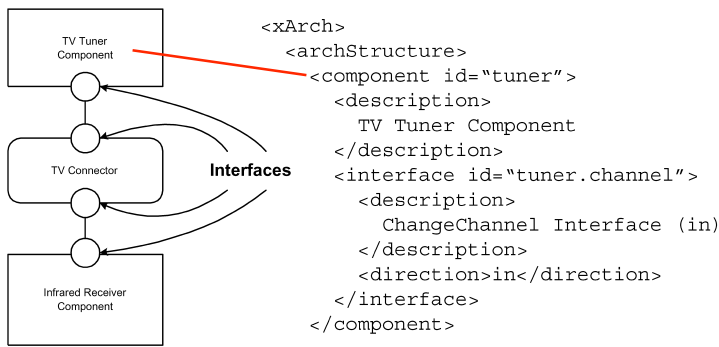 TV Tuner
Component
TV Connector
Infrared Receiver
Component
Interfaces
<xArch>
<archStructure>
<component id=“tuner”>
<description>
TV Tuner Component
</description>
<interface id=“tuner.channel”>
<description>
ChangeChannel Interface (in)
</description>
<direction>in</direction>
</interface>
</component>